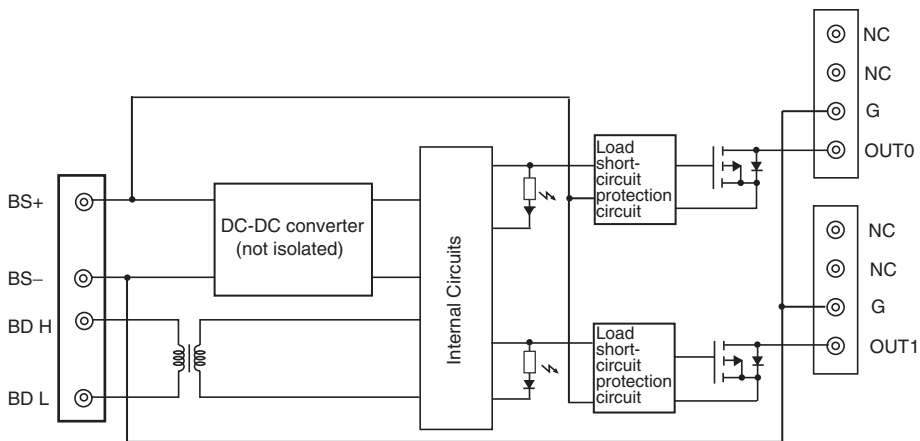 BS+
BS−
BD H
BD L
DC-DC converter
(not isolated)
Internal Circuits
Load
short-
circuit
protection
circuit
Load
short-
circuit
protection
circuit
NC
NC
G
OUT0
NC
NC
G
OUT1